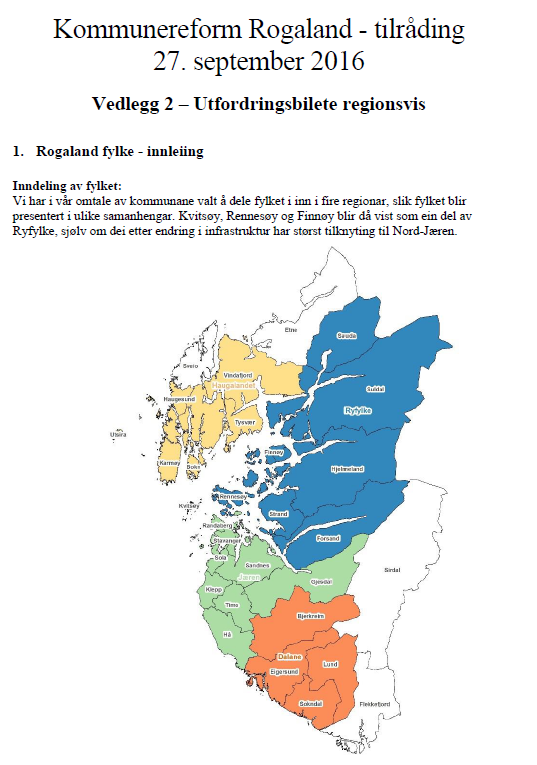 Kommunereform Rogaland - tilråding
27. september 2016
Vedlegg 2 – Utfordringsbilete regionsvis
1. Rogaland fylke - innleiing
Inndeling av fylket:
Vi har i vår omtale av kommunane valt å dele fylket i inn i fire regionar, slik fylket blir
presentert i ulike samanhengar. Kvitsøy, Rennesøy og Finnøy blir då vist som ein del av
Ryfylke, sjølv om dei etter endring i infrastruktur har størst tilknyting til Nord-Jæren.
Etne
Sauda
Sveio
Vindafjord
Haugalandet
Suldal
Haugesund
Ryfylke
Tysvær
Utsira
Finnøy
Karmøy
Bokn
Hjelmeland
Rennesøy
Kvitsøy
Strand
Randaberg
Forsand
Stavanger
Sola
Sandnes
Sirdal
Jæren
Gjesdal
Klepp
Time
Bjerkreim
Hå
Dalane
Lund
Eigersund
Sokndal
Flekkefjord